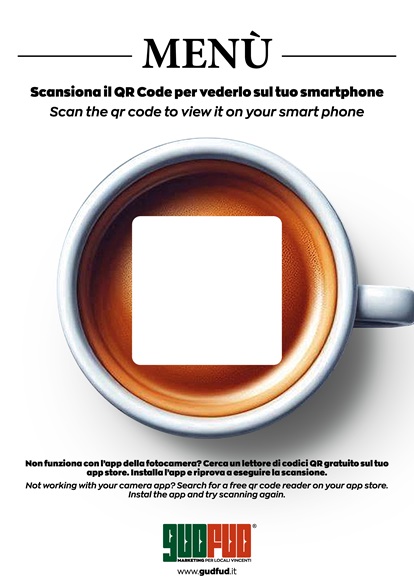 MENÙ
Scansiona il QR Code per vederlo sul tuo smartphone
Scan the qr code to view it on your smart phone
Non funziona con l'app della fotocamera? Cerca un lettore di codici QR gratuito sul tuo
app store. Installa l'app e riprova a eseguire la scansione.
Not working with your camera app? Search for a free qr code reader on your app store.
Instal the app and try scanning again.
GUDFUD®
MARKETING PER LOCALI VINCENTI
www.gudfud.it